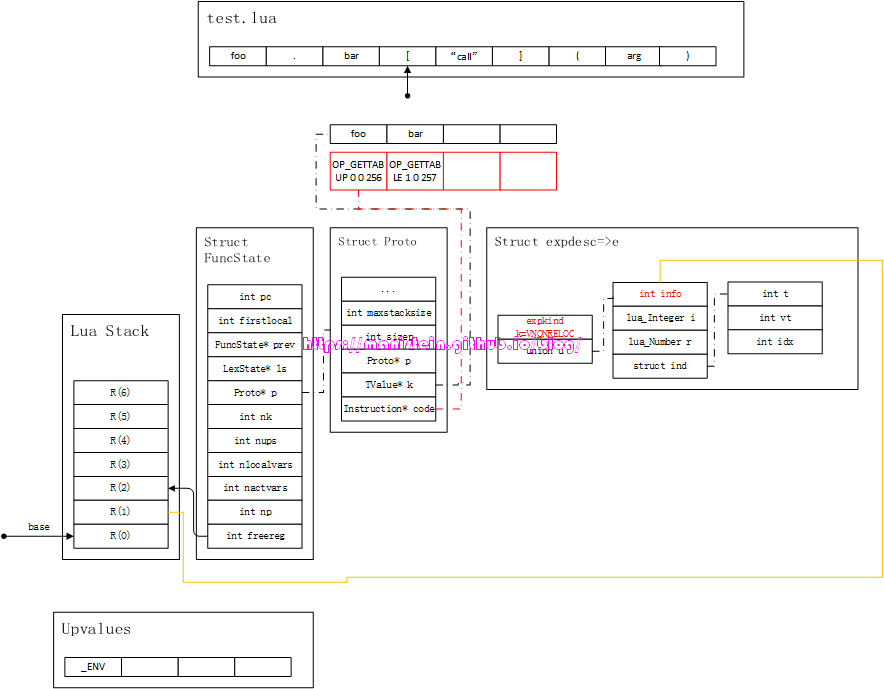 test.lua
foo . bar [ “call” ] ( arg )
foo bar
OP_GETTAB
UP 0 0 256
OP_GETTAB
LE 1 0 257
Struct
FuncState
int pc
int firstlocal
FuncState* prev
LexState* ls
Proto* p
int nk
int nups
int nlocalvars
int nactvars
int np
int freereg
Struct Proto
...
int maxstacksize
int sizep
Proto* p
TValue* k
Instruction* code
Struct expdesc=>e
expkind
k=VNONRELOC
union u
int info
lua_Integer i
lua_Number r
struct ind
int t
int vt
int idx
https://manistein.github.io/blog/
Lua Stack
R(6)
R(5)
R(4)
R(3)
R(2)
R(1)
R(0)
base
Upvalues
_ENV